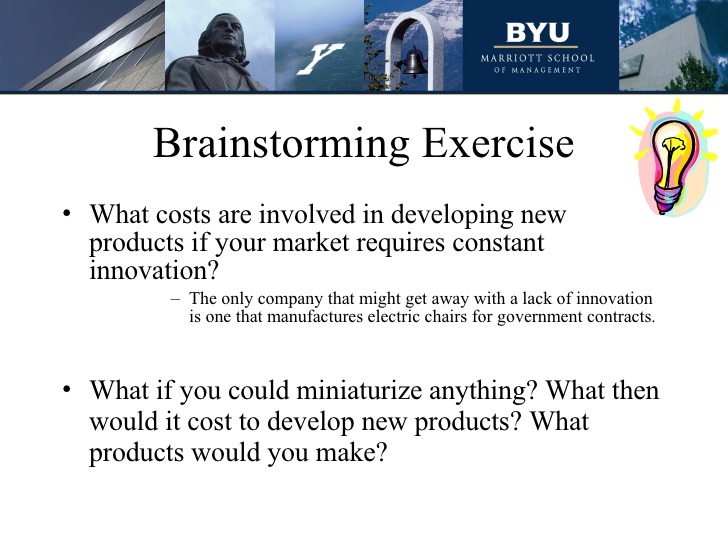 Y
BYU
MARRIOTT SCHOOL
OF MANAGEMENT
Brainstorming Exercise
• What costs are involved in developing new
products if your market requires constant
innovation?
– The only company that might get away with a lack of innovation
is one that manufactures electric chairs for government contracts.
• What if you could miniaturize anything? What then
would it cost to develop new products? What
products would you make?